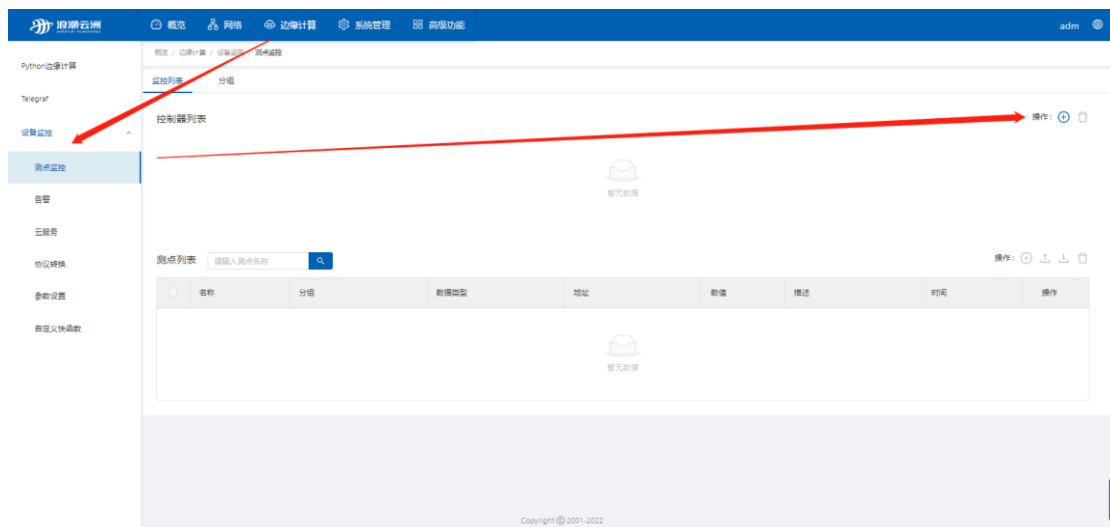 浪潮云洲 概览 网络 边缘计算 系统管理 高级功能 adm
概览 / 边缘计算 / 设备监控 / 测点监控
Python边缘计算
监控列表 分组
Telegraf
控制器列表 操作:
设备监控
测点监控
暂无数据
告警
云服务
测点列表 请输入测点名称 操作:
协议转换
名称 分组 数据类型 地址 数值 描述 时间 操作
参数设置
自定义快函数
暂无数据
Copyright © 2001-2022